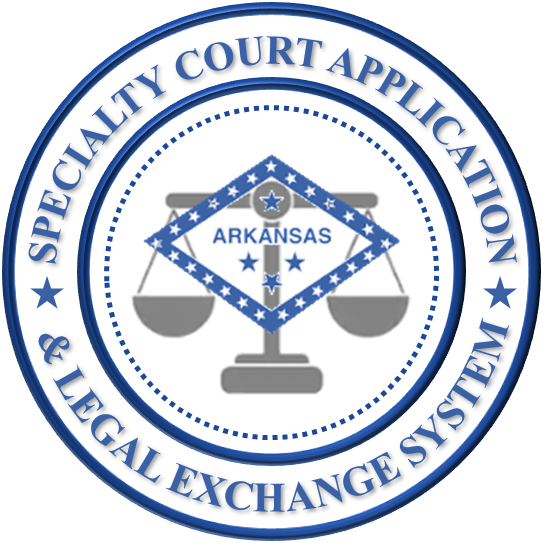 SPECIALTY COURT APPLICATION
& LEGAL EXCHANGE SYSTEM
ARKANSAS